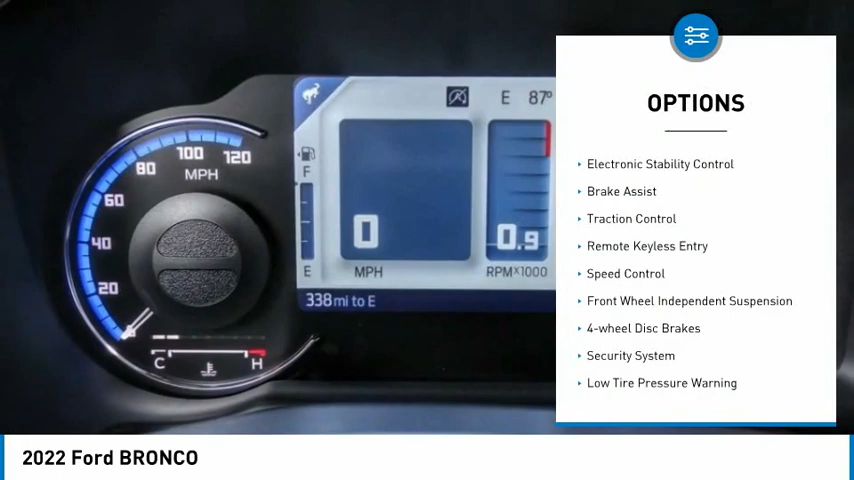 120
100
80
60
40
20
MPH
C
H
F
E
E 87°
0
MPH
0.9
RPM×1000
338 mi to E
OPTIONS
Electronic Stability Control
Brake Assist
Traction Control
Remote Keyless Entry
Speed Control
Front Wheel Independent Suspension
4-wheel Disc Brakes
Security System
Low Tire Pressure Warning
2022 Ford BRONCO